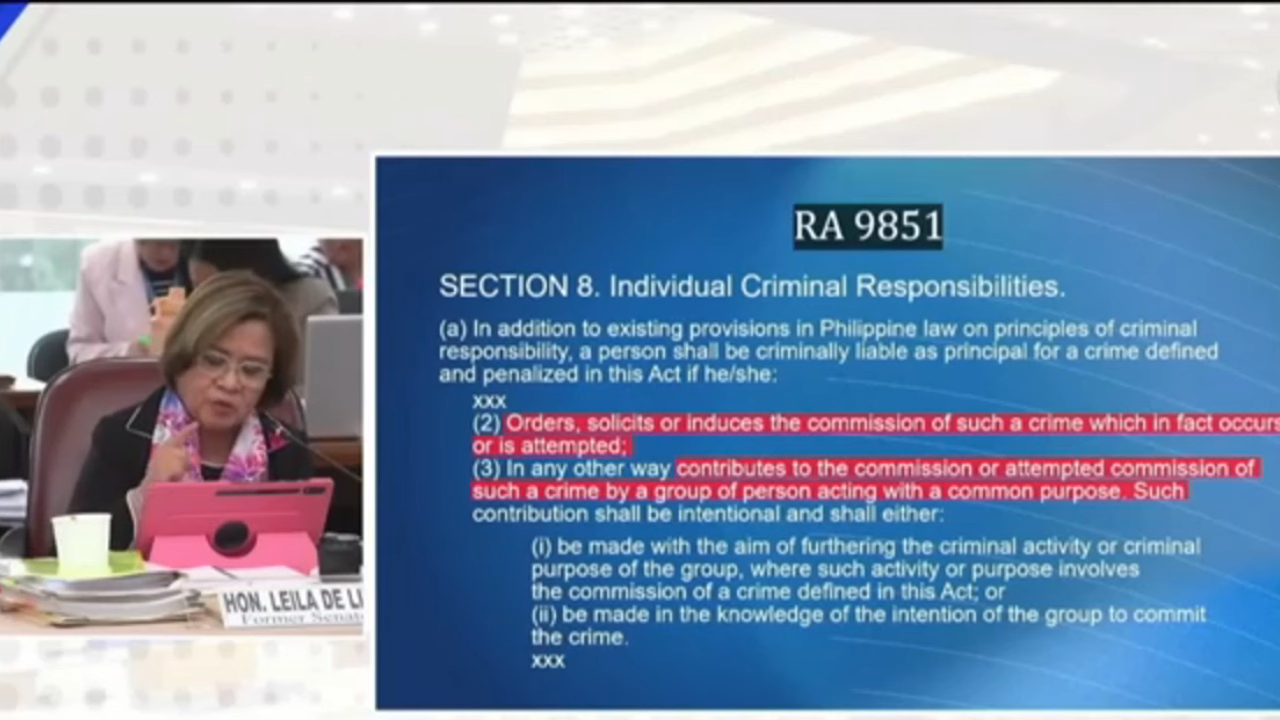 RA 9851
SECTION 8. Individual Criminal Responsibilities.
(a) In addition to existing provisions in Philippine law on principles of criminal
responsibility, a person shall be criminally liable as principal for a crime defined
and penalized in this Act if he/she:
xxx
(2) Orders, solicits or induces the commission of such a crime which in fact occurs
or is attempted;
(3) In any other way contributes to the commission or attempted commission of
such a crime by a group of person acting with a common purpose. Such
contribution shall be intentional and shall either:
(i) be made with the aim of furthering the criminal activity or criminal
purpose of the group, where such activity or purpose involves
the commission of a crime defined in this Act; or
(ii) be made in the knowledge of the intention of the group to commit
the crime.
xxx
HON. LEILA DE LI
Former Senat